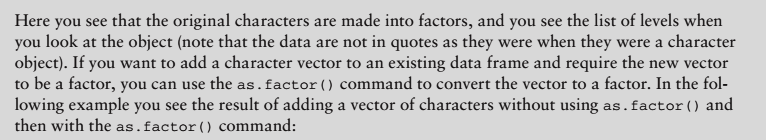 Here you see that the original characters are made into factors, and you see the list of levels when
you look at the object (note that the data are not in quotes as they were when they were a character
object). If you want to add a character vector to an existing data frame and require the new vector
to be a factor, you can use the as.factor() command to convert the vector to a factor. In the fol-
lowing example you see the result of adding a vector of characters without using as.factor() and
then with the as.factor() command: